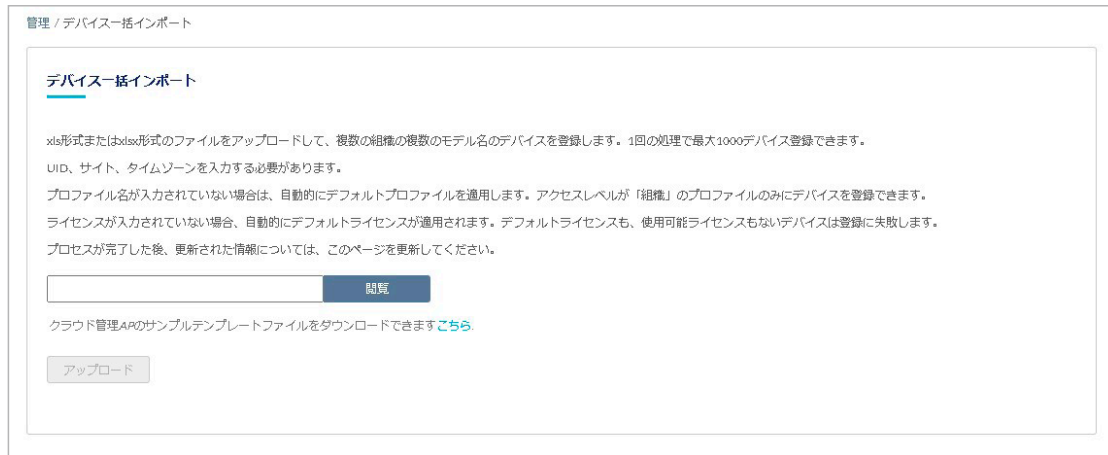 管理 / デバイス一括インポート
デバイス一括インポート
xls形式またはxlsx形式のファイルをアップロードして、複数の組織の複数のモデル名のデバイスを登録します。1回の処理で最大1000デバイス登録できます。
UID、サイト、タイムゾーンを入力する必要があります。
プロファイル名が入力されていない場合は、自動的にデフォルトプロファイルを適用します。アクセスレベルが「組織」のプロファイルのみにデバイスを登録できます。
ライセンスが入力されていない場合、自動的にデフォルトライセンスが適用されます。デフォルトライセンスも、使用可能ライセンスもないデバイスは登録に失敗します。
プロセスが完了した後、更新された情報については、このページを更新してください。
閲覧
クラウド管理APのサンプルテンプレートファイルをダウンロードできますこちら.
アップロード